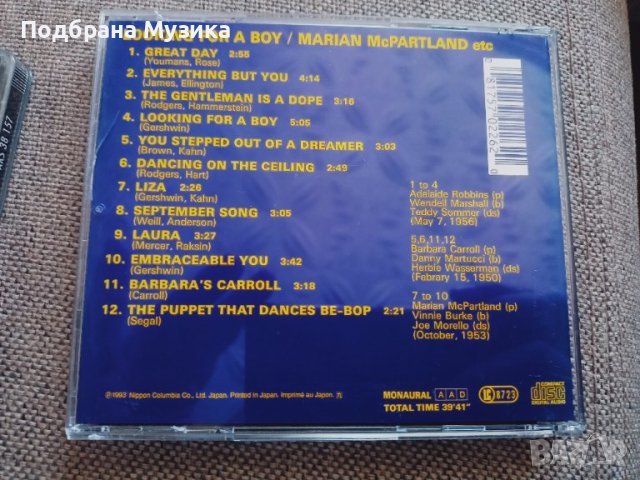 Подбрана Музика
LOOKING FOR A BOY / MARIAN McPARTLAND etc
1. GREAT DAY 2:55
(Youmans, Rose)
2. EVERYTHING BUT YOU 4:14
(James, Ellington)
3. THE GENTLEMAN IS A DOPE 3:16
(Rodgers, Hammerstein)
4. LOOKING FOR A BOY 5:05
(Gershwin)
5. YOU STEPPED OUT OF A DREAMER 3:03
(Brown, Kahn)
6. DANCING ON THE CEILING 2:49
(Rodgers, Hart)
7. LIZA 2:26
(Gershwin, Kahn)
8. SEPTEMBER SONG 3:05
(Weill, Anderson)
9. LAURA 3:27
(Mercer, Raksin)
10. EMBRACEABLE YOU 3:42
(Gershwin)
11. BARBARA'S CARROLL 3:18
(Carroll)
12. THE PUPPET THAT DANCES BE-BOP 2:21
(Segal)
1 to 4
Adelaide Robbins (p)
Wendell Marshall (b)
Teddy Sommer (ds)
(May 7, 1956)
5,6,11,12
Barbara Carroll (p)
Danny Martucci (b)
Herbie Wasserman (ds)
(Febuary 15, 1950)
7 to 10
Marian McPartland (p)
Vinnie Burke (b)
Joe Morello (ds)
(October, 1953)
℗1993 Nippon Columbia Co., Ltd. Japan. Printed in Japan. Imprimé au Japon.
MONAURAL AAD
TOTAL TIME 39'41"
8723
COMPACT
disc
DIGITAL AUDIO